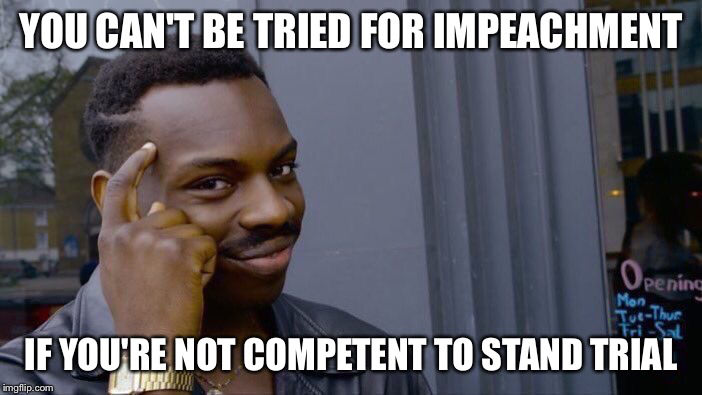 YOU CAN'T BE TRIED FOR IMPEACHMENT
Opening
Mon
Tue-Thur
Fri-Sat
IF YOU'RE NOT COMPETENT TO STAND TRIAL
imgflip.com